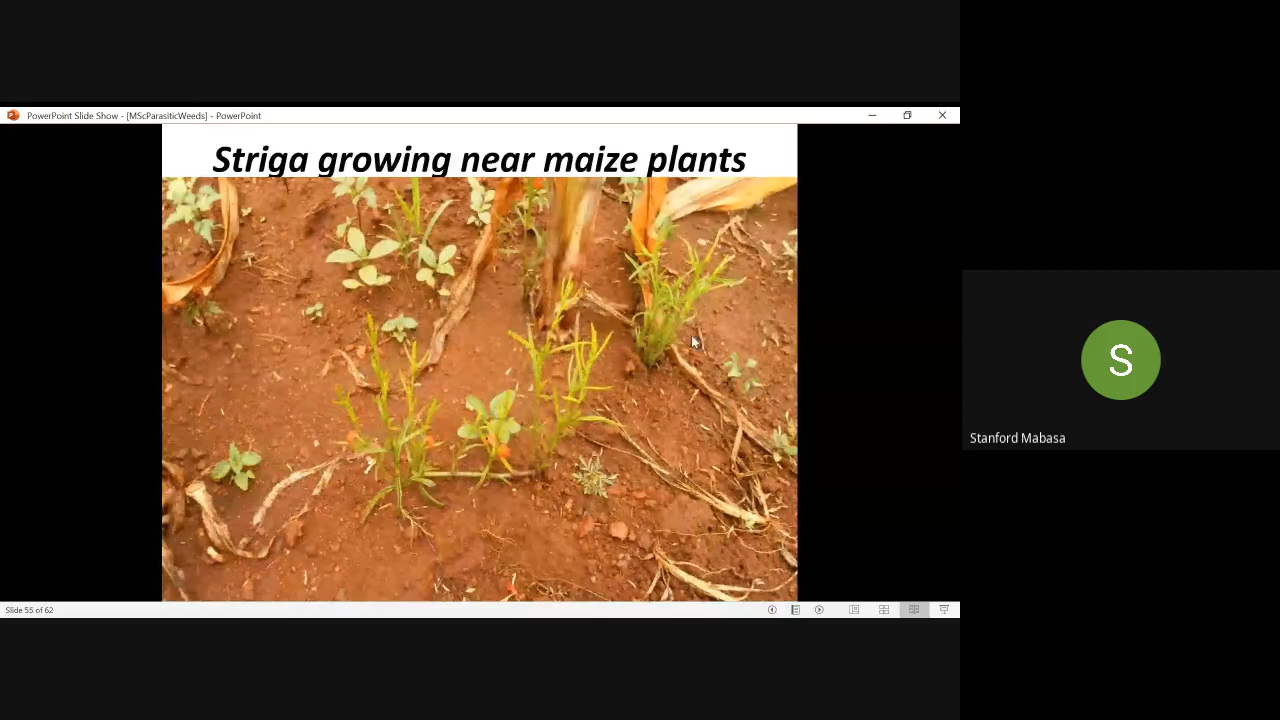 PowerPoint Slide Show - [MScParasiticWeeds] - PowerPoint
Striga growing near maize plants
S
Stanford Mabasa
Slide 55 of 62